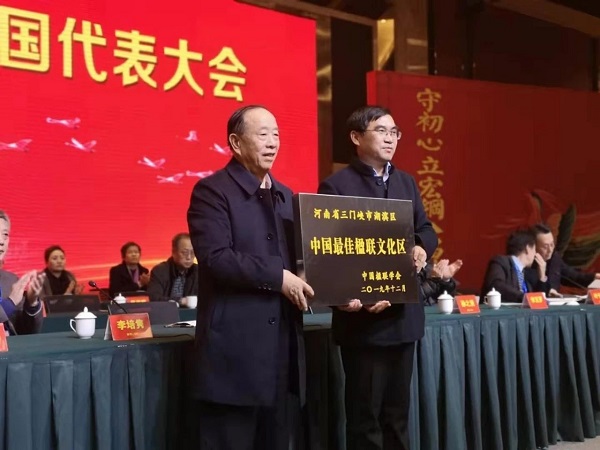 国代表大会
守初心立宏纲
河南省三门峡市湖滨区
中国最佳楹联文化区
中国楹联学会
二〇一九年十二月
李培隽